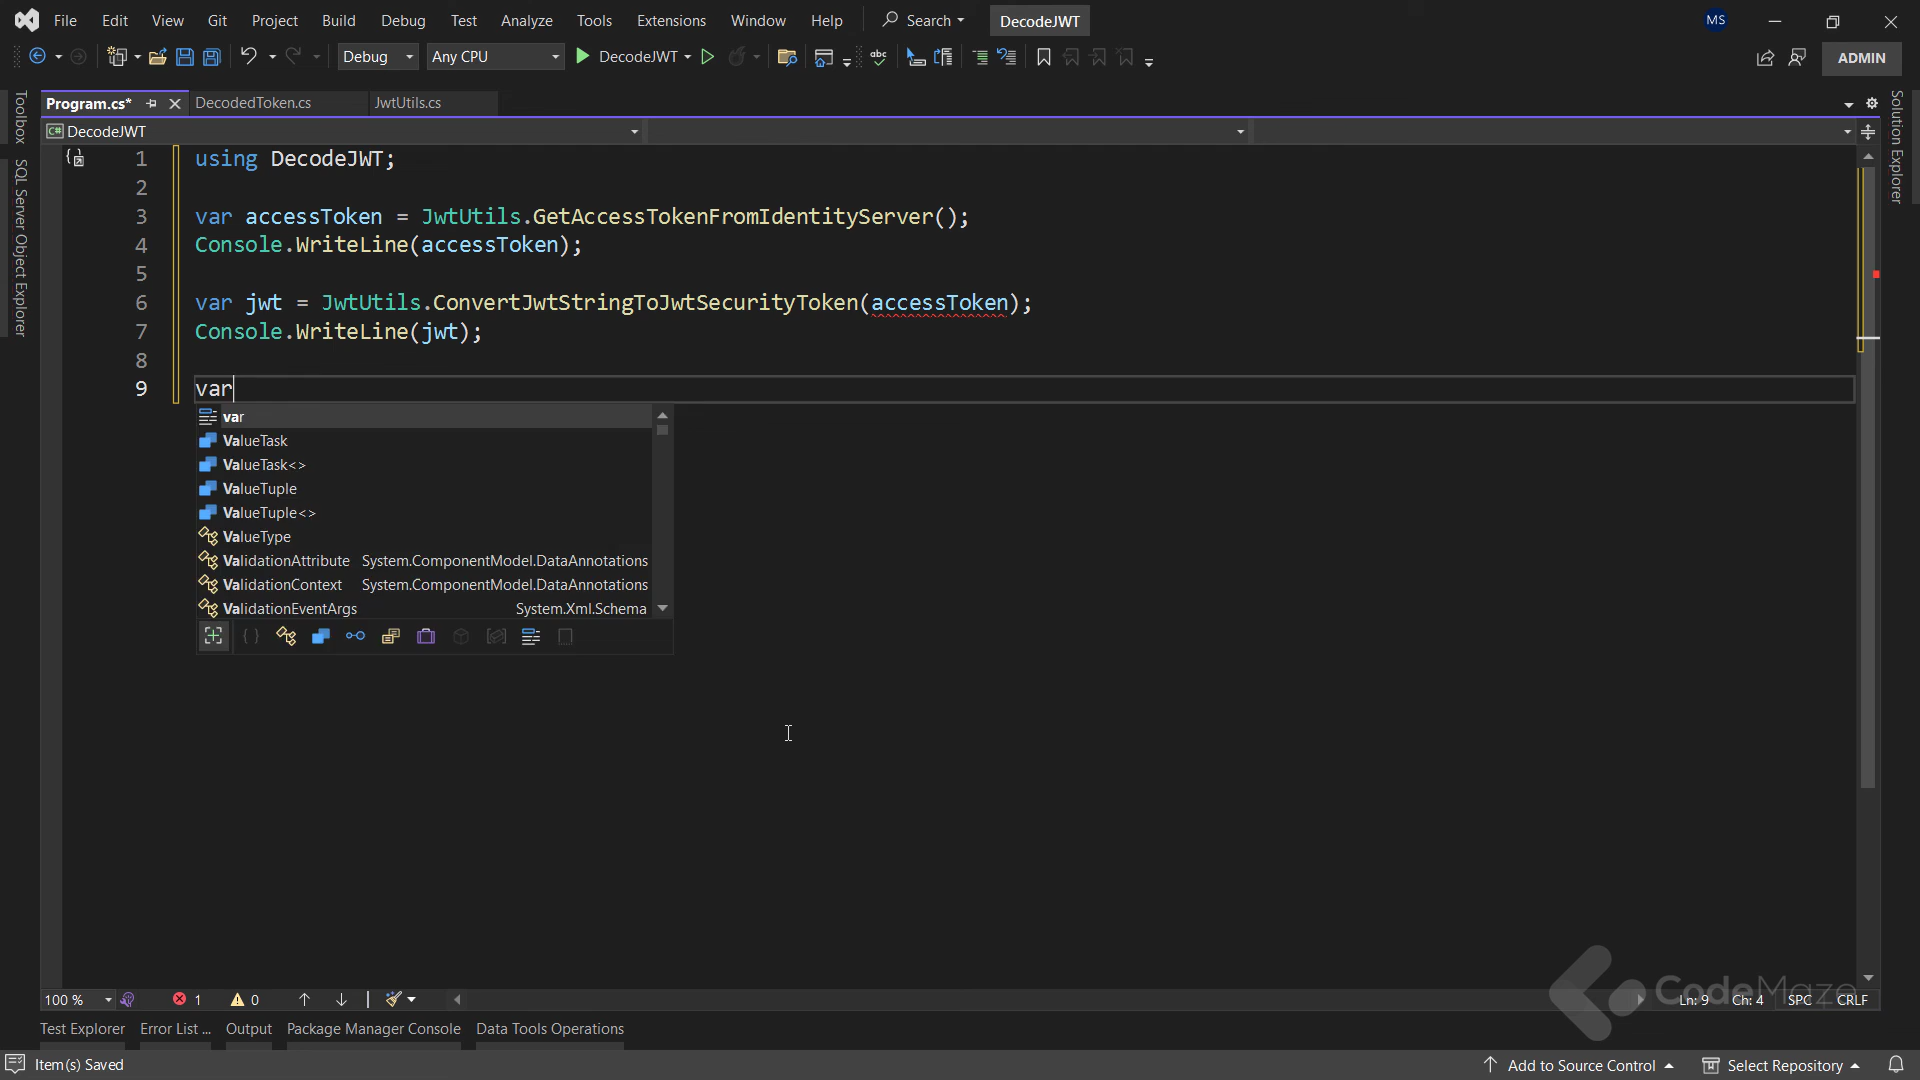 File Edit View Git Project Build Debug Test Analyze Tools Extensions Window Help Search DecodeJWT MS
Debug Any CPU DecodeJWT abc ADMIN
Program.cs* DecodedToken.cs JwtUtils.cs
C# DecodeJWT
Toolbox
SQL Server Object Explorer
Solution Explorer
1 using DecodeJWT;
2
3 var accessToken = JwtUtils.GetAccessTokenFromIdentityServer();
4 Console.WriteLine(accessToken);
5
6 var jwt = JwtUtils.ConvertJwtStringToJwtSecurityToken(accessToken);
7 Console.WriteLine(jwt);
8
9 var
var
ValueTask
ValueTask<>
ValueTuple
ValueTuple<>
ValueType
ValidationAttribute System.ComponentModel.DataAnnotations
ValidationContext System.ComponentModel.DataAnnotations
ValidationEventArgs System.Xml.Schema
CodeMaze
100 % 1 0 Ln: 9 Ch: 4 SPC CRLF
Test Explorer Error List ... Output Package Manager Console Data Tools Operations
Item(s) Saved Add to Source Control Select Repository